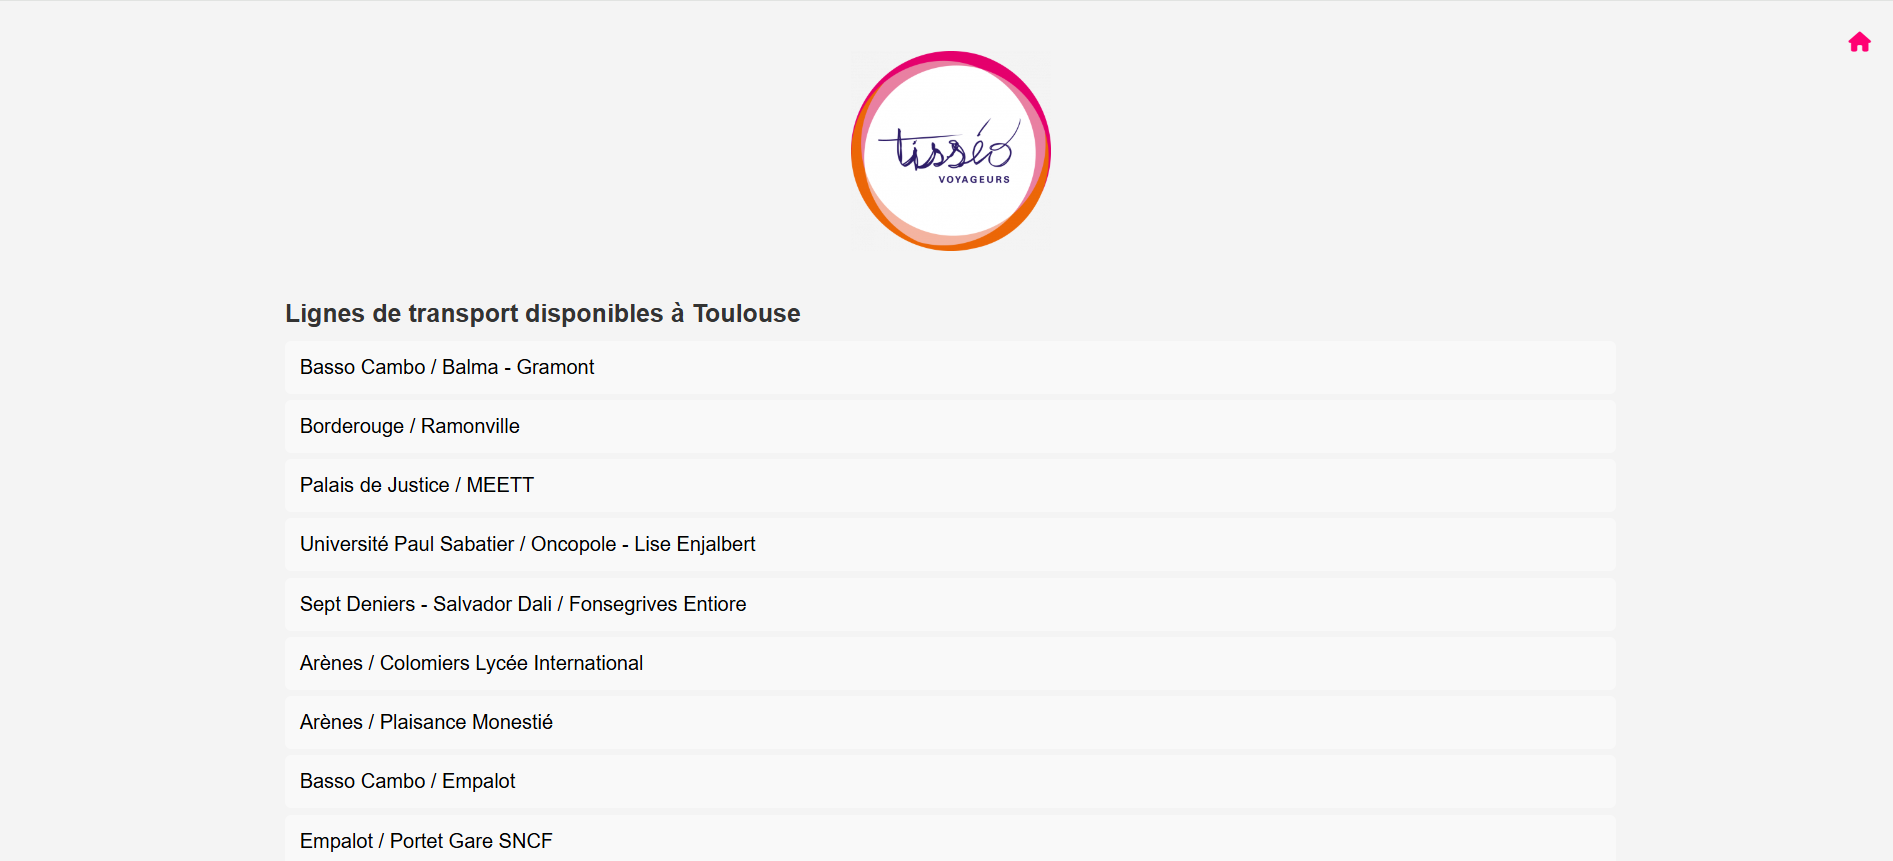 tisséo
VOYAGEURS
Lignes de transport disponibles à Toulouse
Basso Cambo / Balma - Gramont
Borderouge / Ramonville
Palais de Justice / MEETT
Université Paul Sabatier / Oncopole - Lise Enjalbert
Sept Deniers - Salvador Dali / Fonsegrives Entiore
Arènes / Colomiers Lycée International
Arènes / Plaisance Monestié
Basso Cambo / Empalot
Empalot / Portet Gare SNCF